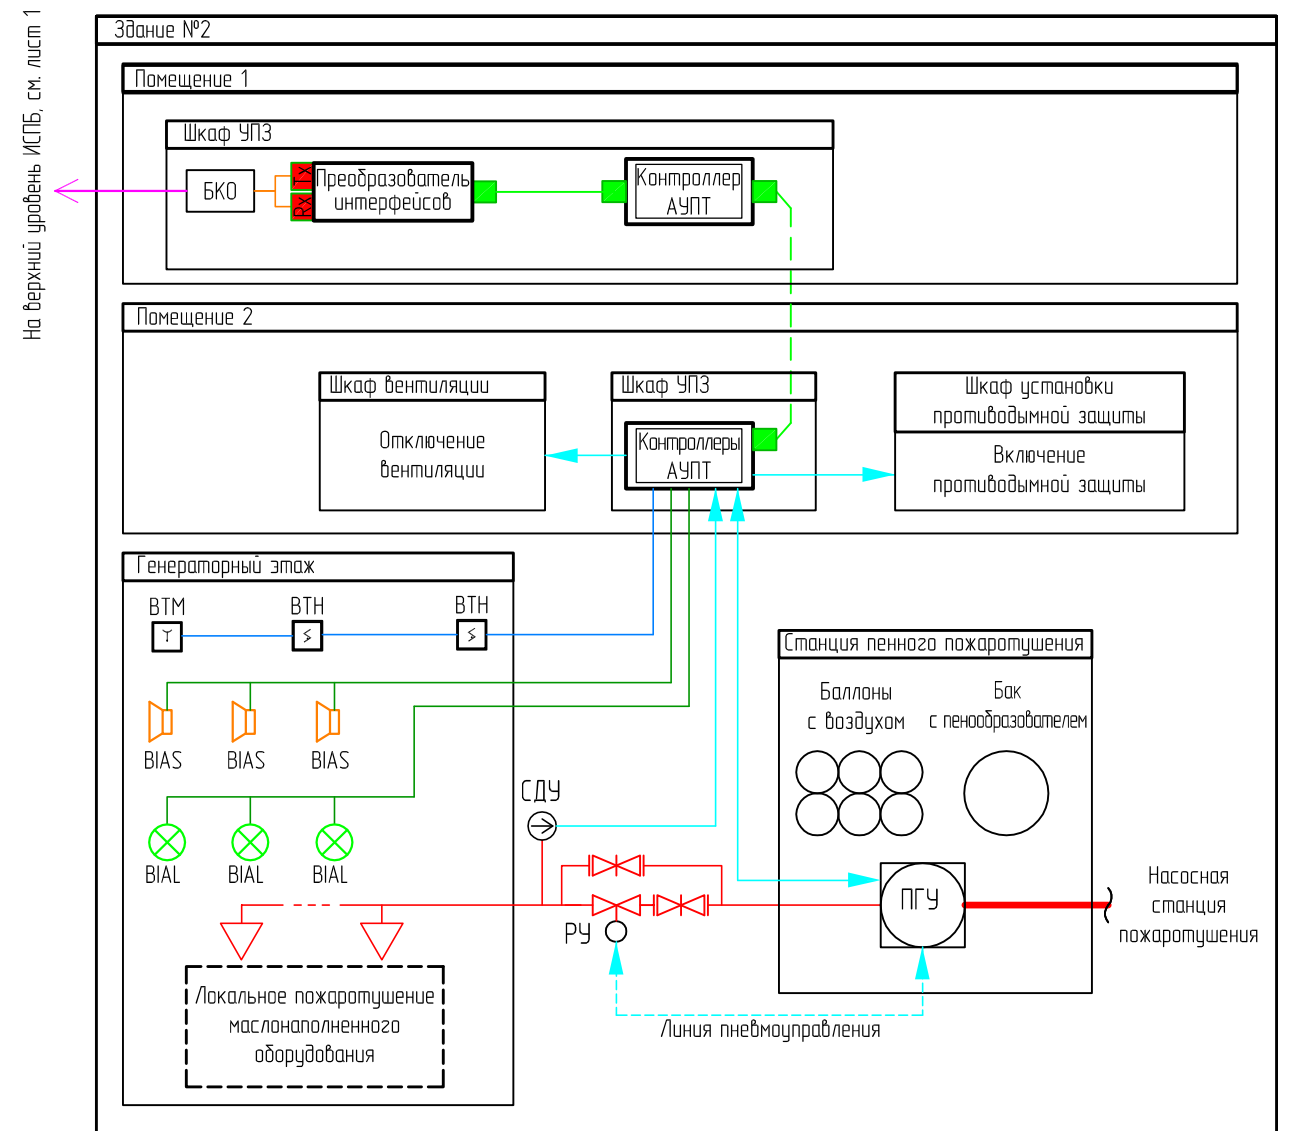 На верхний уровень ИСПБ, см. лист 1
Здание №2
Помещение 1
Шкаф УПЗ
БКО
Tx
Rx
Преобразователь
интерфейсов
Контроллер
АУПТ
Помещение 2
Шкаф вентиляции
Отключение
вентиляции
Шкаф УПЗ
Контроллеры
АУПТ
Шкаф установки
противодымной защиты
Включение
противодымной защиты
Генераторный этаж
ВТМ
ВТН
ВТН
BIAS
BIAS
BIAS
BIAL
BIAL
BIAL
СДУ
РУ
Станция пенного пожаротушения
Баллоны
с воздухом
Бак
с пенообразователем
ПГУ
Насосная
станция
пожаротушения
Линия пневмоуправления
Локальное пожаротушение
маслонаполненного
оборудования